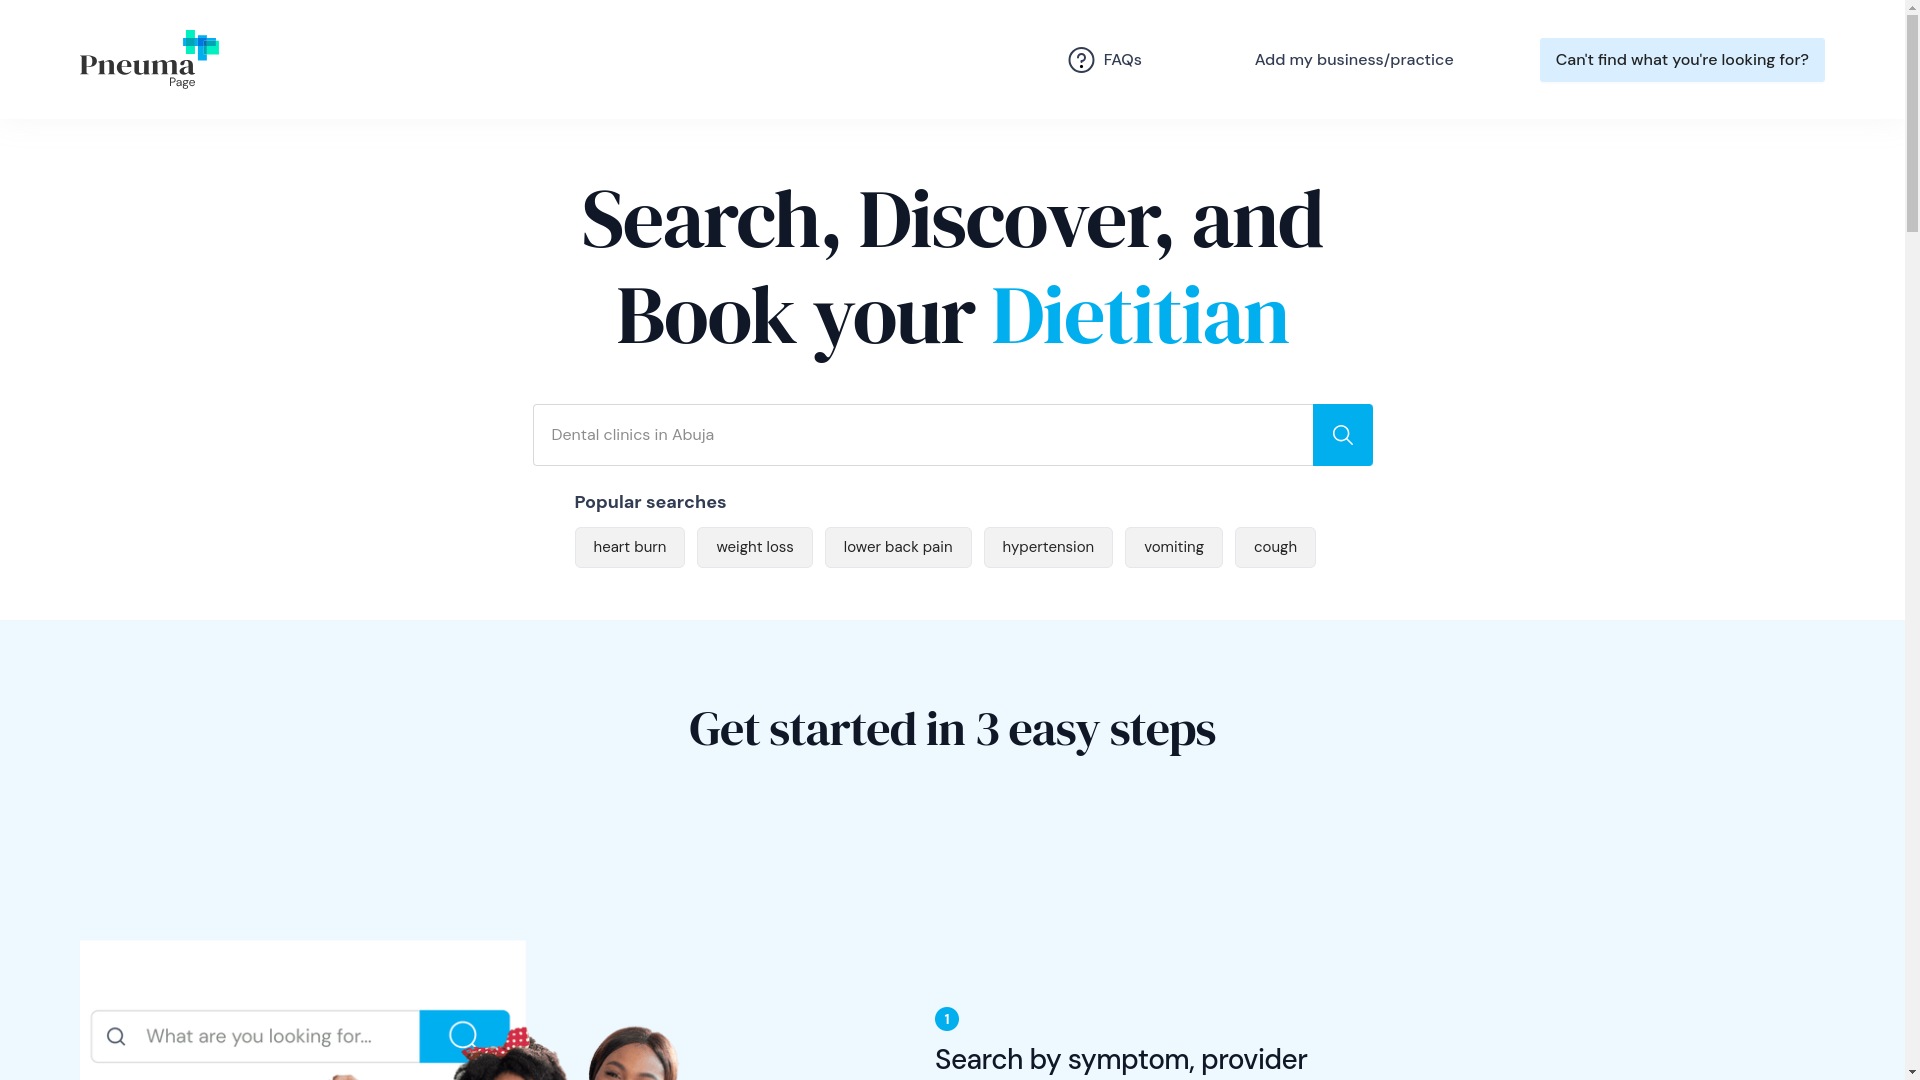 Pneuma
Page
FAQs
Add my business/practice
Can't find what you're looking for?
Search, Discover, and
Book your Dietitian
Dental clinics in Abuja
Popular searches
heart burn
weight loss
lower back pain
hypertension
vomiting
cough
Get started in 3 easy steps
What are you looking for...
1
Search by symptom, provider